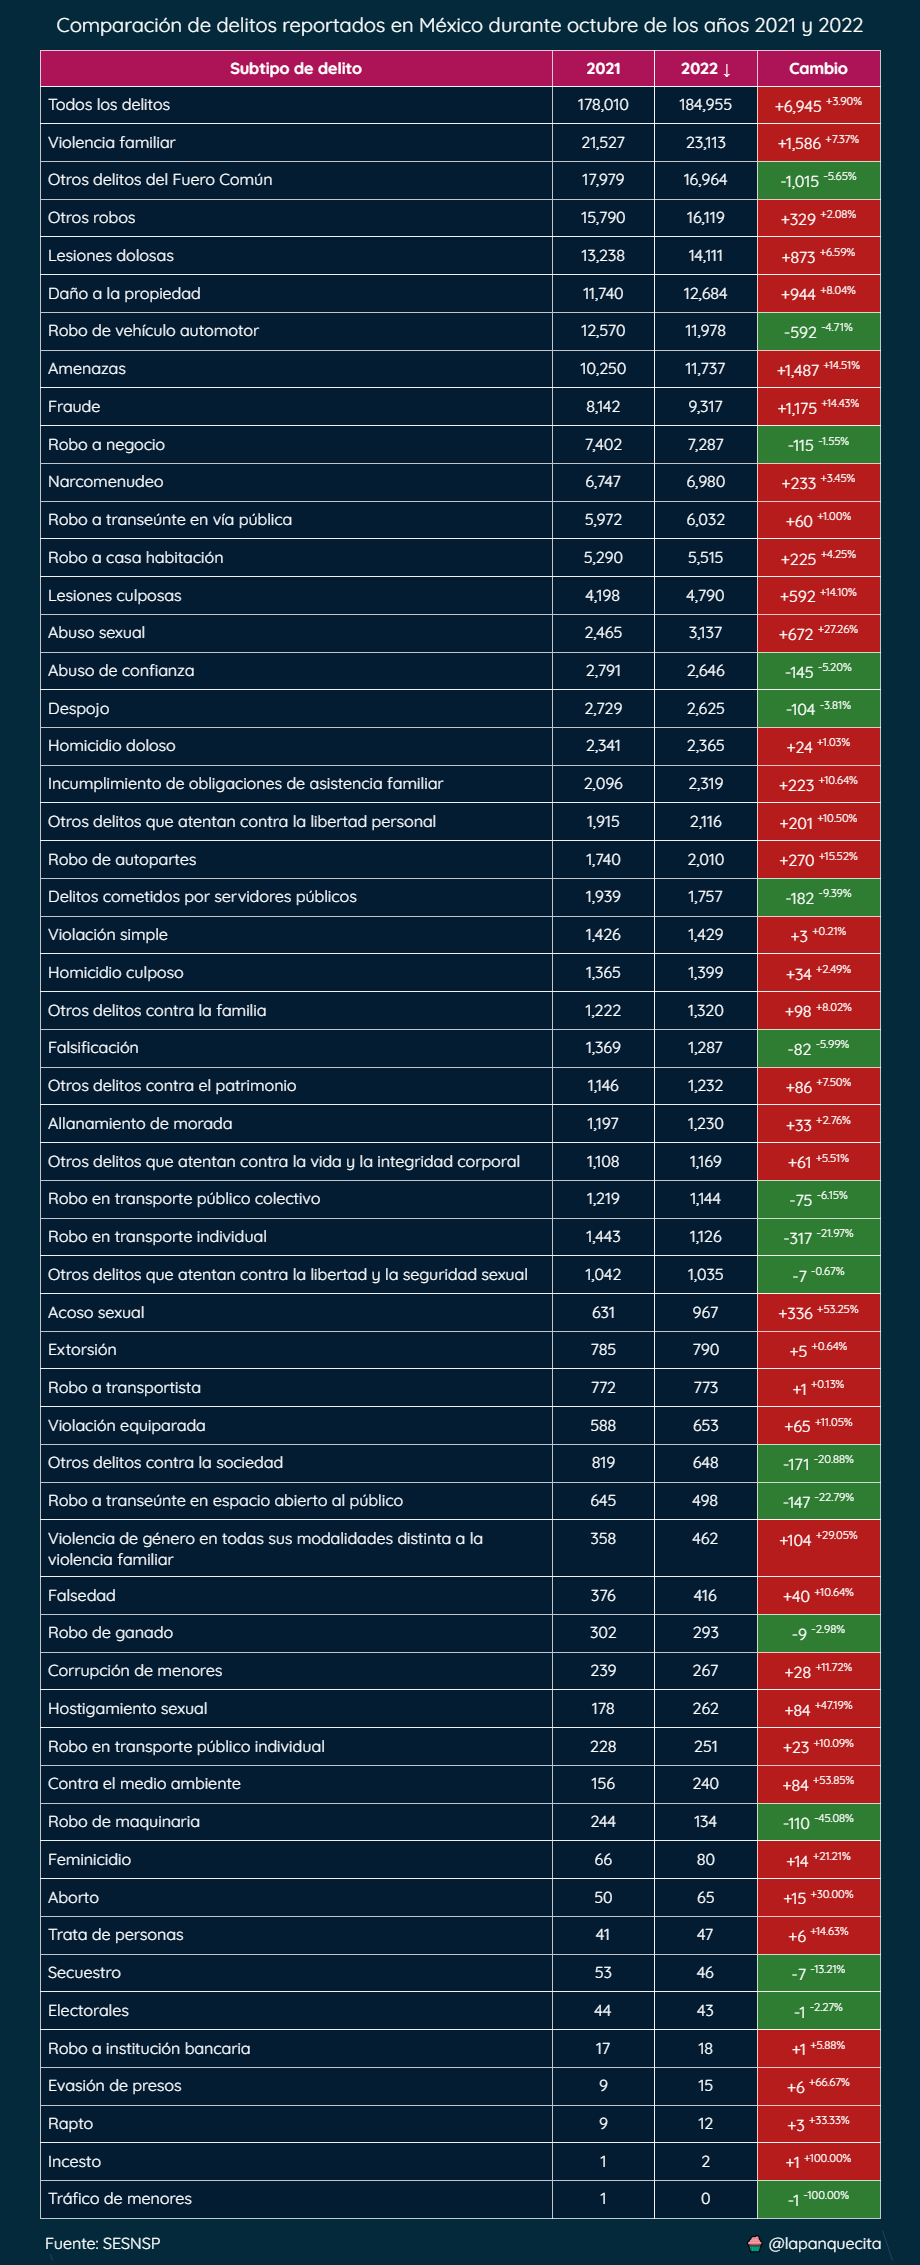 Comparación de delitos reportados en México durante octubre de los años 2021 y 2022
Subtipo de delito 2021 2022 ↓ Cambio
Todos los delitos 178,010 184,955 +6,945 +3.90%
Violencia familiar 21,527 23,113 +1,586 +7.37%
Otros delitos del Fuero Común 17,979 16,964 -1,015 -5.65%
Otros robos 15,790 16,119 +329 +2.08%
Lesiones dolosas 13,238 14,111 +873 +6.59%
Daño a la propiedad 11,740 12,684 +944 +8.04%
Robo de vehículo automotor 12,570 11,978 -592 -4.71%
Amenazas 10,250 11,737 +1,487 +14.51%
Fraude 8,142 9,317 +1,175 +14.43%
Robo a negocio 7,402 7,287 -115 -1.55%
Narcomenudeo 6,747 6,980 +233 +3.45%
Robo a transeúnte en vía pública 5,972 6,032 +60 +1.00%
Robo a casa habitación 5,290 5,515 +225 +4.25%
Lesiones culposas 4,198 4,790 +592 +14.10%
Abuso sexual 2,465 3,137 +672 +27.26%
Abuso de confianza 2,791 2,646 -145 -5.20%
Despojo 2,729 2,625 -104 -3.81%
Homicidio doloso 2,341 2,365 +24 +1.03%
Incumplimiento de obligaciones de asistencia familiar 2,096 2,319 +223 +10.64%
Otros delitos que atentan contra la libertad personal 1,915 2,116 +201 +10.50%
Robo de autopartes 1,740 2,010 +270 +15.52%
Delitos cometidos por servidores públicos 1,939 1,757 -182 -9.39%
Violación simple 1,426 1,429 +3 +0.21%
Homicidio culposo 1,365 1,399 +34 +2.49%
Otros delitos contra la familia 1,222 1,320 +98 +8.02%
Falsificación 1,369 1,287 -82 -5.99%
Otros delitos contra el patrimonio 1,146 1,232 +86 +7.50%
Allanamiento de morada 1,197 1,230 +33 +2.76%
Otros delitos que atentan contra la vida y la integridad corporal 1,108 1,169 +61 +5.51%
Robo en transporte público colectivo 1,219 1,144 -75 -6.15%
Robo en transporte individual 1,443 1,126 -317 -21.97%
Otros delitos que atentan contra la libertad y la seguridad sexual 1,042 1,035 -7 -0.67%
Acoso sexual 631 967 +336 +53.25%
Extorsión 785 790 +5 +0.64%
Robo a transportista 772 773 +1 +0.13%
Violación equiparada 588 653 +65 +11.05%
Otros delitos contra la sociedad 819 648 -171 -20.88%
Robo a transeúnte en espacio abierto al público 645 498 -147 -22.79%
Violencia de género en todas sus modalidades distinta a la 358 462 +104 +29.05%
violencia familiar
Falsedad 376 416 +40 +10.64%
Robo de ganado 302 293 -9 -2.98%
Corrupción de menores 239 267 +28 +11.72%
Hostigamiento sexual 178 262 +84 +47.19%
Robo en transporte público individual 228 251 +23 +10.09%
Contra el medio ambiente 156 240 +84 +53.85%
Robo de maquinaria 244 134 -110 -45.08%
Feminicidio 66 80 +14 +21.21%
Aborto 50 65 +15 +30.00%
Trata de personas 41 47 +6 +14.63%
Secuestro 53 46 -7 -13.21%
Electorales 44 43 -1 -2.27%
Robo a institución bancaria 17 18 +1 +5.88%
Evasión de presos 9 15 +6 +66.67%
Rapto 9 12 +3 +33.33%
Incesto 1 2 +1 +100.00%
Tráfico de menores 1 0 -1 -100.00%
Fuente: SESNSP @lapanquecita